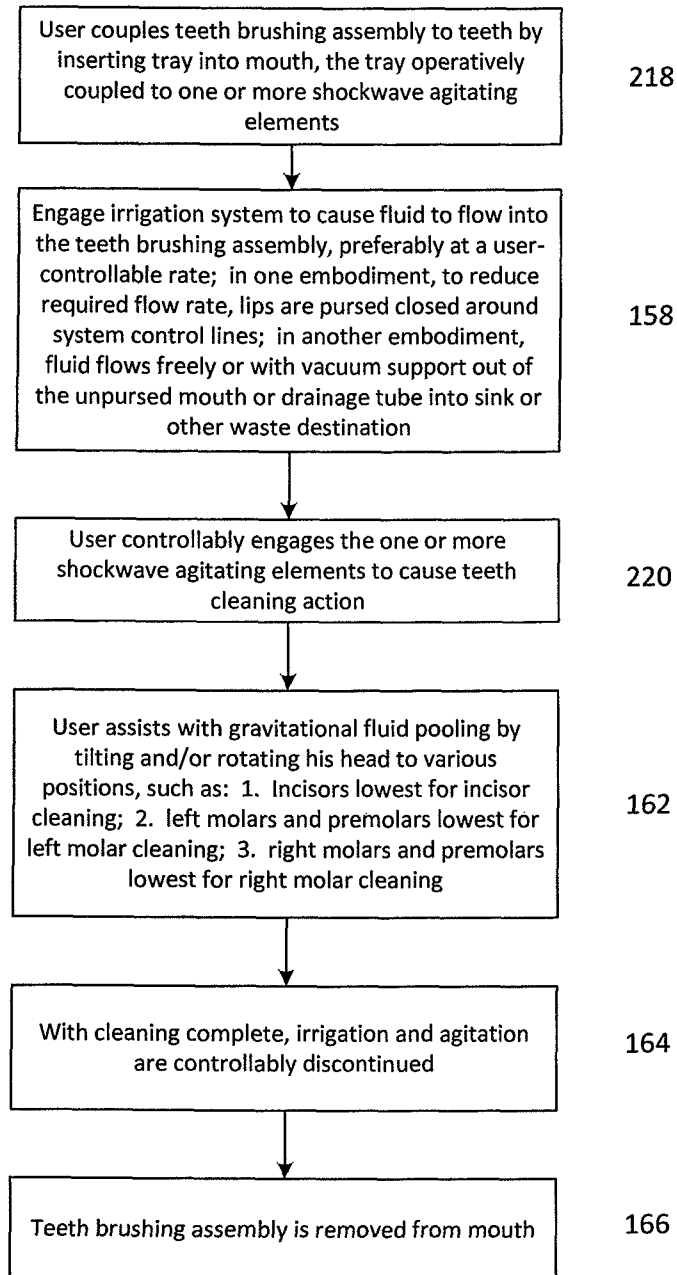 User couples teeth brushing assembly to teeth by
inserting tray into mouth, the tray operatively
coupled to one or more shockwave agitating
elements
218
Engage irrigation system to cause fluid to flow into
the teeth brushing assembly, preferably at a user-
controllable rate; in one embodiment, to reduce
required flow rate, lips are pursed closed around
system control lines; in another embodiment,
fluid flows freely or with vacuum support out of
the unpursed mouth or drainage tube into sink or
other waste destination
158
User controllably engages the one or more
shockwave agitating elements to cause teeth
cleaning action
220
User assists with gravitational fluid pooling by
tilting and/or rotating his head to various
positions, such as: 1. Incisors lowest for incisor
cleaning; 2. left molars and premolars lowest for
left molar cleaning; 3. right molars and premolars
lowest for right molar cleaning
162
With cleaning complete, irrigation and agitation
are controllably discontinued
164
Teeth brushing assembly is removed from mouth
166